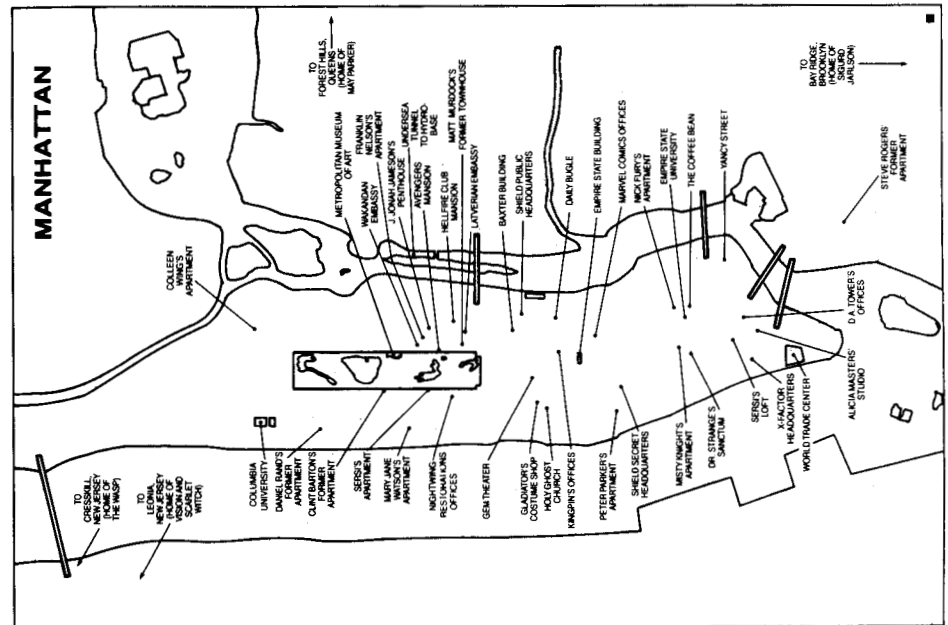 MANHATTAN
TO
FOREST HILLS,
QUEENS
(HOME OF
MAY PARKER)
TO
BAY RIDGE,
BROOKLYN
(HOME OF
SIGURD
JARLSON)
COLLEEN
WING'S
APARTMENT
METROPOLITAN MUSEUM
OF ART
WAKANDAN
EMBASSY
FRANKLIN
NELSON'S
APARTMENT
J. JONAH JAMESON'S
PENTHOUSE
AVENGERS
MANSION
UNDERSEA
TUNNEL
TO HYDRO-
BASE
HELLFIRE CLUB
MANSION
MATT MURDOCK'S
FORMER TOWNHOUSE
LATVERIAN EMBASSY
BAXTER BUILDING
SHIELD PUBLIC
HEADQUARTERS
DAILY BUGLE
EMPIRE STATE BUILDING
MARVEL COMICS OFFICES
NICK FURY'S
APARTMENT
EMPIRE STATE
UNIVERSITY
THE COFFEE BEAN
YANCY STREET
STEVE ROGERS'
FORMER
APARTMENT
TO
CRESSKILL,
NEW JERSEY
(HOME OF
THE WASP)
TO
LEONIA,
NEW JERSEY
(HOME OF
VISION AND
SCARLET
WITCH)
COLUMBIA
UNIVERSITY
DANIEL RAND'S
FORMER
APARTMENT
CLINT BARTON'S
FORMER
APARTMENT
SERSI'S
APARTMENT
MARY JANE
WATSON'S
APARTMENT
NIGHTWING
RESTORATIONS
OFFICES
GEM THEATER
GLADIATOR'S
COSTUME SHOP
HOLY GHOST
CHURCH
KINGPIN'S OFFICES
PETER PARKER'S
APARTMENT
SHIELD SECRET
HEADQUARTERS
MISTY KNIGHT'S
APARTMENT
DR. STRANGE'S
SANCTUM
SERSI'S
LOFT
X-FACTOR
HEADQUARTERS
WORLD TRADE CENTER
ALICIA MASTERS'
STUDIO
D.A. TOWER'S
OFFICES